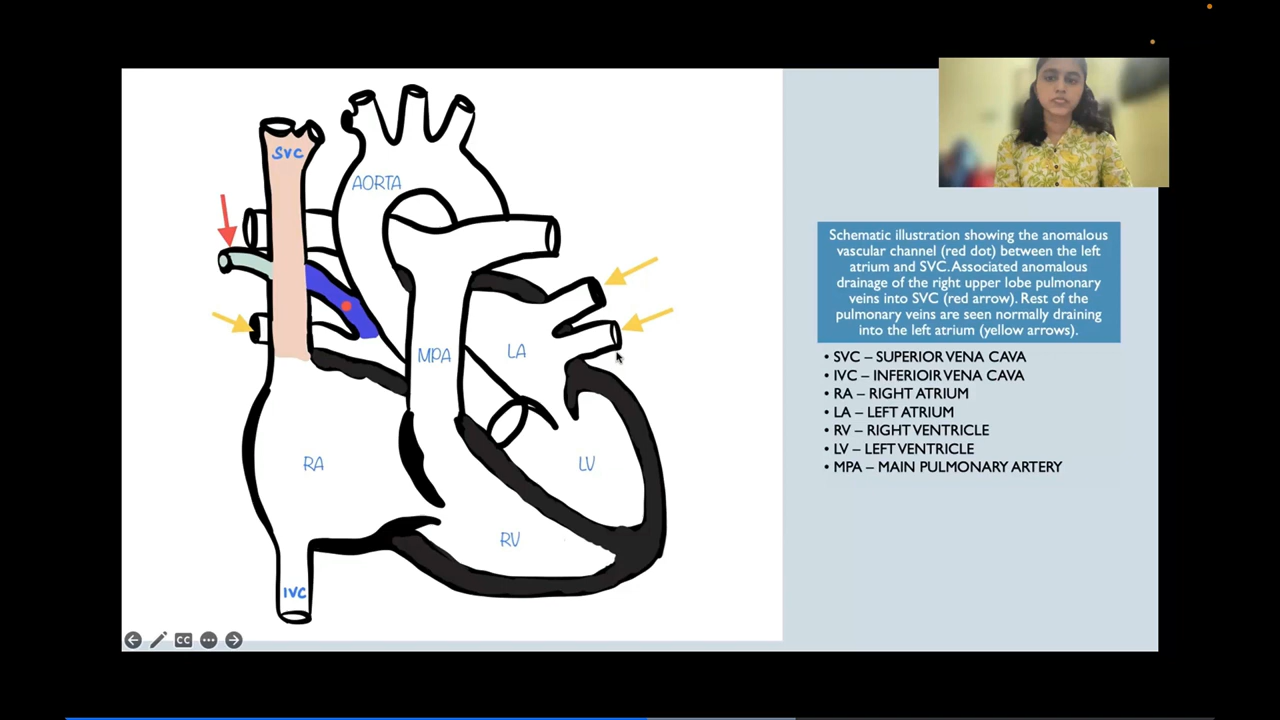 SVC
AORTA
MPA
LA
RA
LV
RV
IVC
CC
Schematic illustration showing the anomalous
vascular channel (red dot) between the left
atrium and SVC. Associated anomalous
drainage of the right upper lobe pulmonary
veins into SVC (red arrow). Rest of the
pulmonary veins are seen normally draining
into the left atrium (yellow arrows).
• SVC – SUPERIOR VENA CAVA
• IVC – INFERIOIR VENA CAVA
• RA – RIGHT ATRIUM
• LA – LEFT ATRIUM
• RV – RIGHT VENTRICLE
• LV – LEFT VENTRICLE
• MPA – MAIN PULMONARY ARTERY